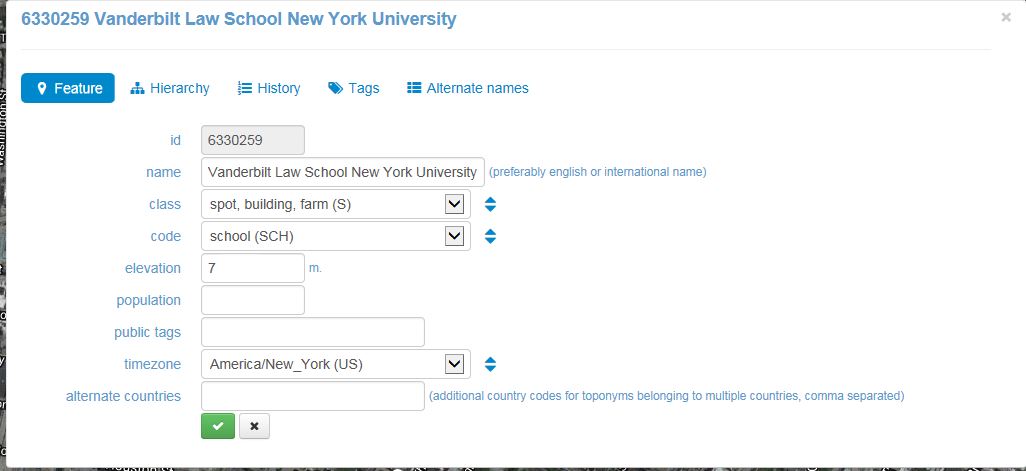 6330259 Vanderbilt Law School New York University
Feature Hierarchy History Tags Alternate names
id 6330259
name Vanderbilt Law School New York University (preferably english or international name)
class spot, building, farm (S)
code school (SCH)
elevation 7 m.
population
public tags
timezone America/New_York (US)
alternate countries (additional country codes for toponyms belonging to multiple countries, comma separated)